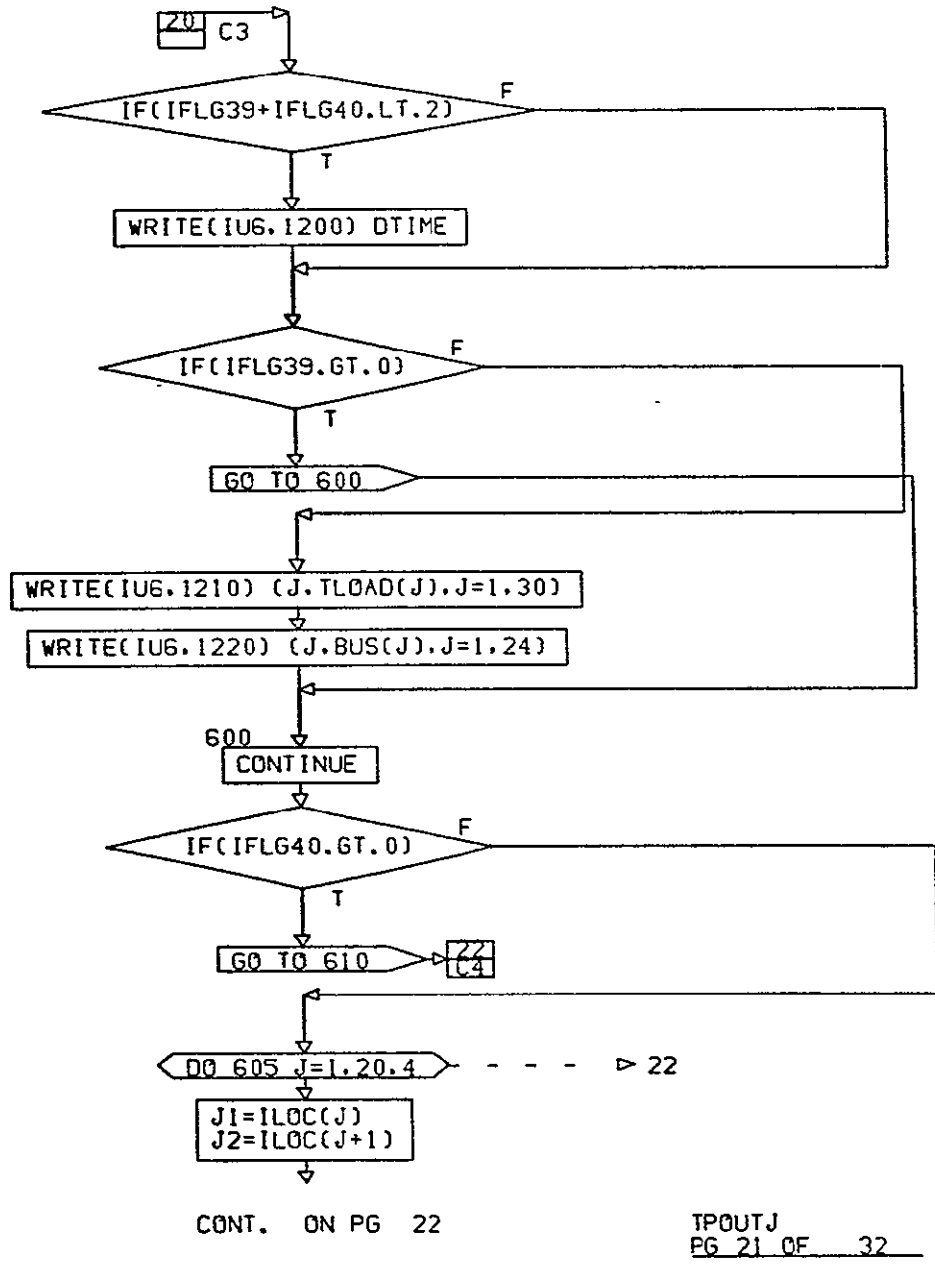 20 C3
IF(IFLG39+IFLG40.LT.2)
F
T
WRITE(IU6.1200) DTIME
IF(IFLG39.GT.0)
F
T
GO TO 600
WRITE(IU6.1210) (J.TLOAD(J).J=1.30)
WRITE(IU6.1220) (J.BUS(J).J=1.24)
600
CONTINUE
IF(IFLG40.GT.0)
F
T
GO TO 610
22
C4
DO 605 J=1.20.4
22
J1=ILOC(J)
J2=ILOC(J+1)
CONT. ON PG 22
TPOUTJ
PG 21 OF 32